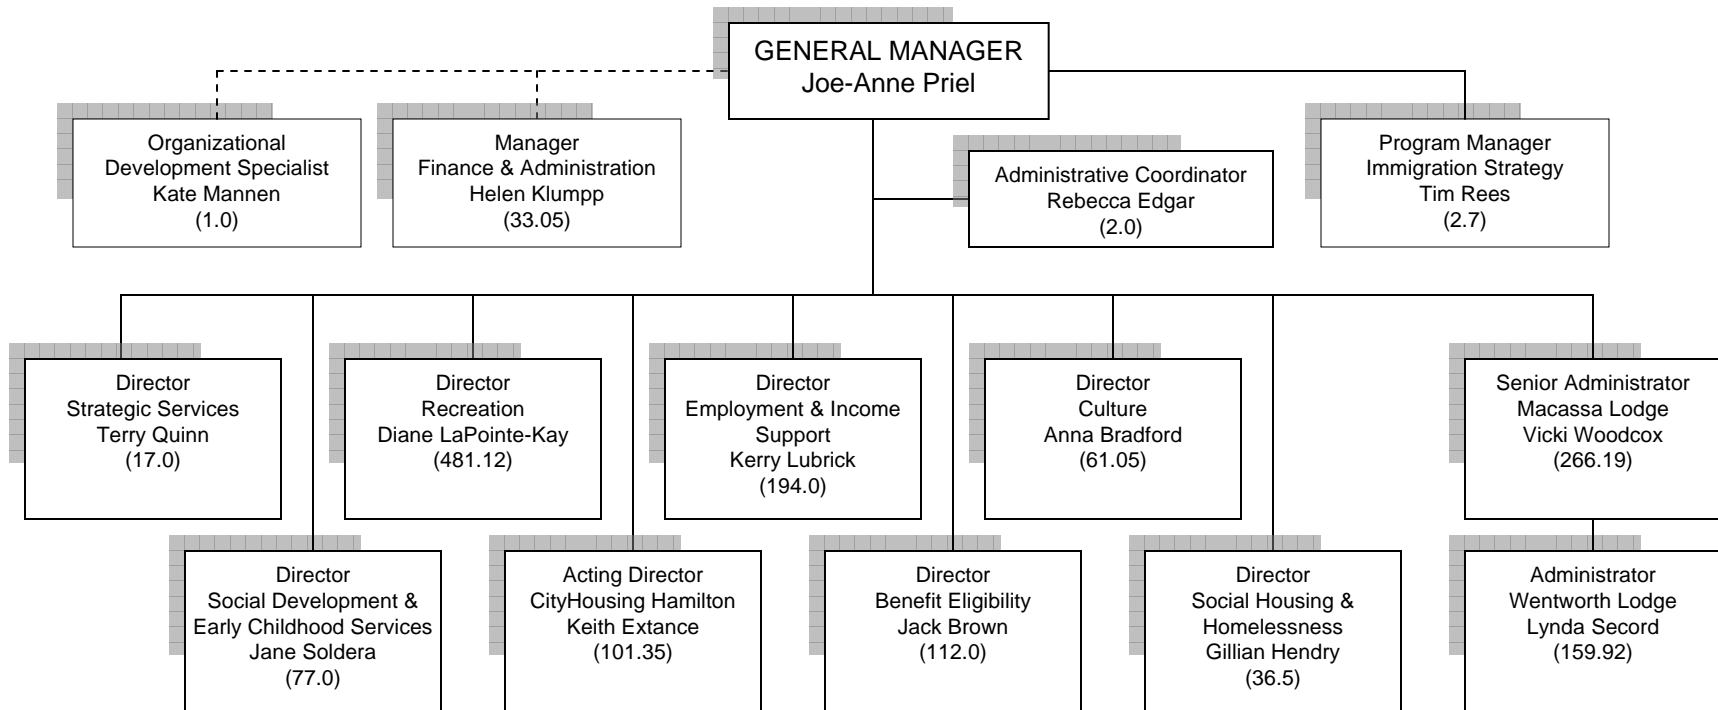 GENERAL MANAGER
Joe-Anne Priel
Organizational
Development Specialist
Kate Mannen
(1.0)
Manager
Finance & Administration
Helen Klumpp
(33.05)
Administrative Coordinator
Rebecca Edgar
(2.0)
Program Manager
Immigration Strategy
Tim Rees
(2.7)
Director
Strategic Services
Terry Quinn
(17.0)
Director
Recreation
Diane LaPointe-Kay
(481.12)
Director
Employment & Income
Support
Kerry Lubrick
(194.0)
Director
Culture
Anna Bradford
(61.05)
Senior Administrator
Macassa Lodge
Vicki Woodcox
(266.19)
Director
Social Development &
Early Childhood Services
Jane Soldera
(77.0)
Acting Director
CityHousing Hamilton
Keith Extance
(101.35)
Director
Benefit Eligibility
Jack Brown
(112.0)
Director
Social Housing &
Homelessness
Gillian Hendry
(36.5)
Administrator
Wentworth Lodge
Lynda Secord
(159.92)